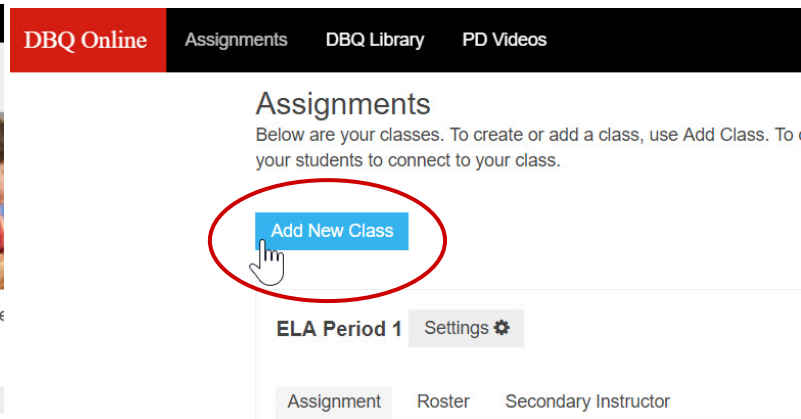 DBQ Online Assignments DBQ Library PD Videos
Assignments
Below are your classes. To create or add a class, use Add Class. To
your students to connect to your class.
Add New Class
ELA Period 1 Settings
Assignment Roster Secondary Instructor